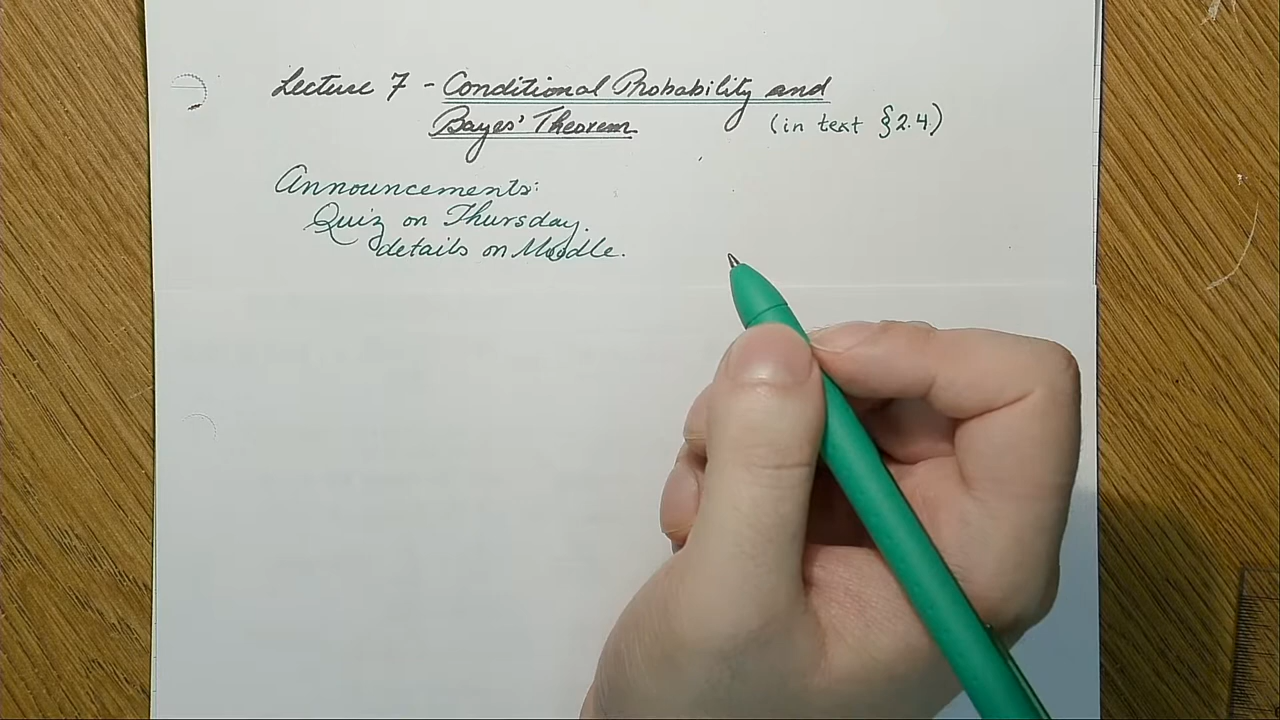 Lecture 7 - Conditional Probability and
Bayes' Theorem (in text §2.4)
Announcements:
Quiz on Thursday.
details on Moodle.